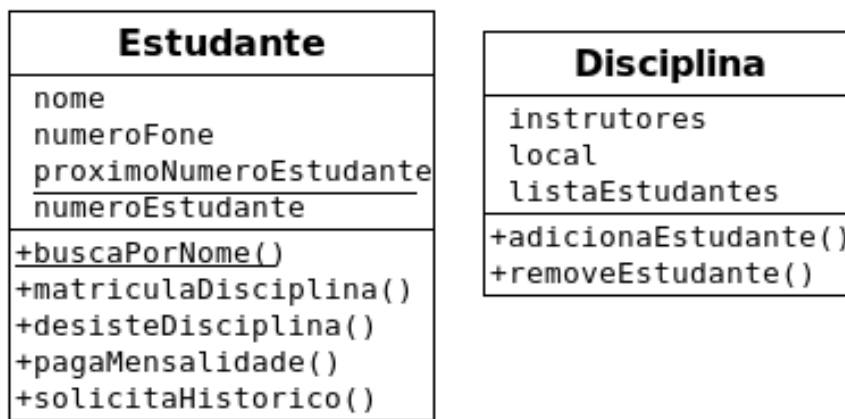 Estudante
nome
numeroFone
proximoNumeroEstudante
numeroEstudante
+buscaPorNome()
+matriculaDisciplina()
+desisteDisciplina()
+pagaMensalidade()
+solicitaHistorico()
Disciplina
instrutores
local
listaEstudantes
+adicionaEstudante()
+removeEstudante()